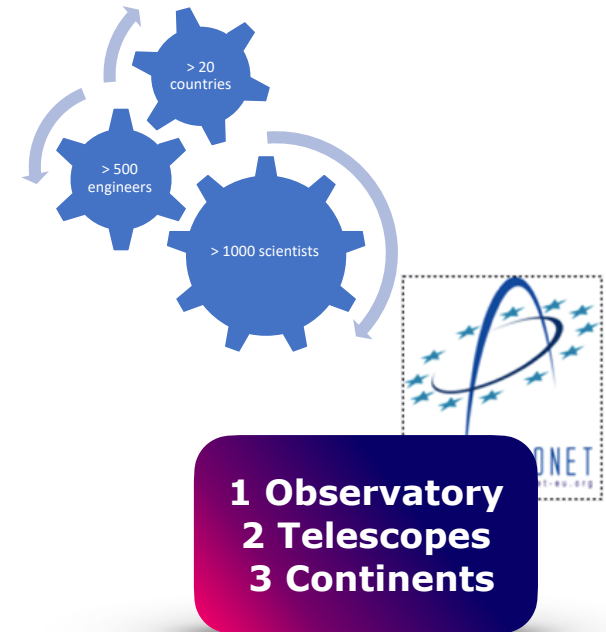 > 20
countries
> 500
engineers
> 1000 scientists
1 Observatory
2 Telescopes
3 Continents